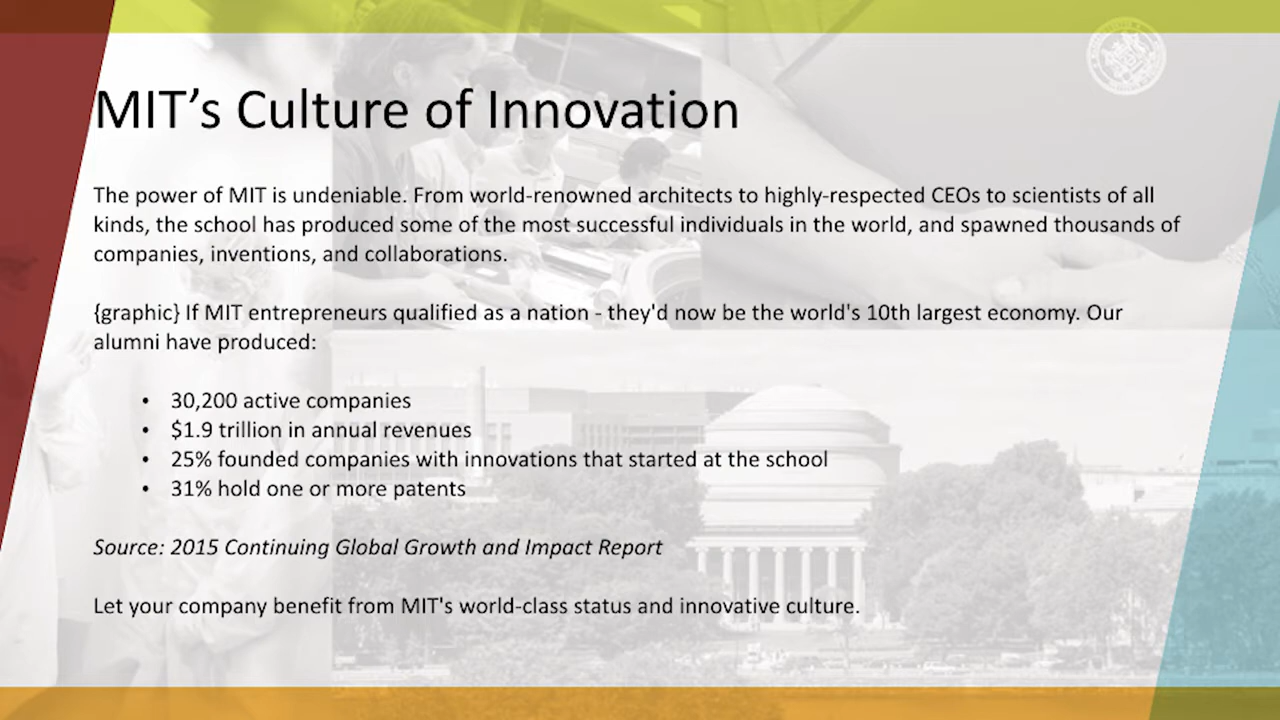 MIT’s Culture of Innovation
The power of MIT is undeniable. From world-renowned architects to highly-respected CEOs to scientists of all
kinds, the school has produced some of the most successful individuals in the world, and spawned thousands of
companies, inventions, and collaborations.
{graphic} If MIT entrepreneurs qualified as a nation - they'd now be the world's 10th largest economy. Our
alumni have produced:
• 30,200 active companies
• $1.9 trillion in annual revenues
• 25% founded companies with innovations that started at the school
• 31% hold one or more patents
Source: 2015 Continuing Global Growth and Impact Report
Let your company benefit from MIT's world-class status and innovative culture.